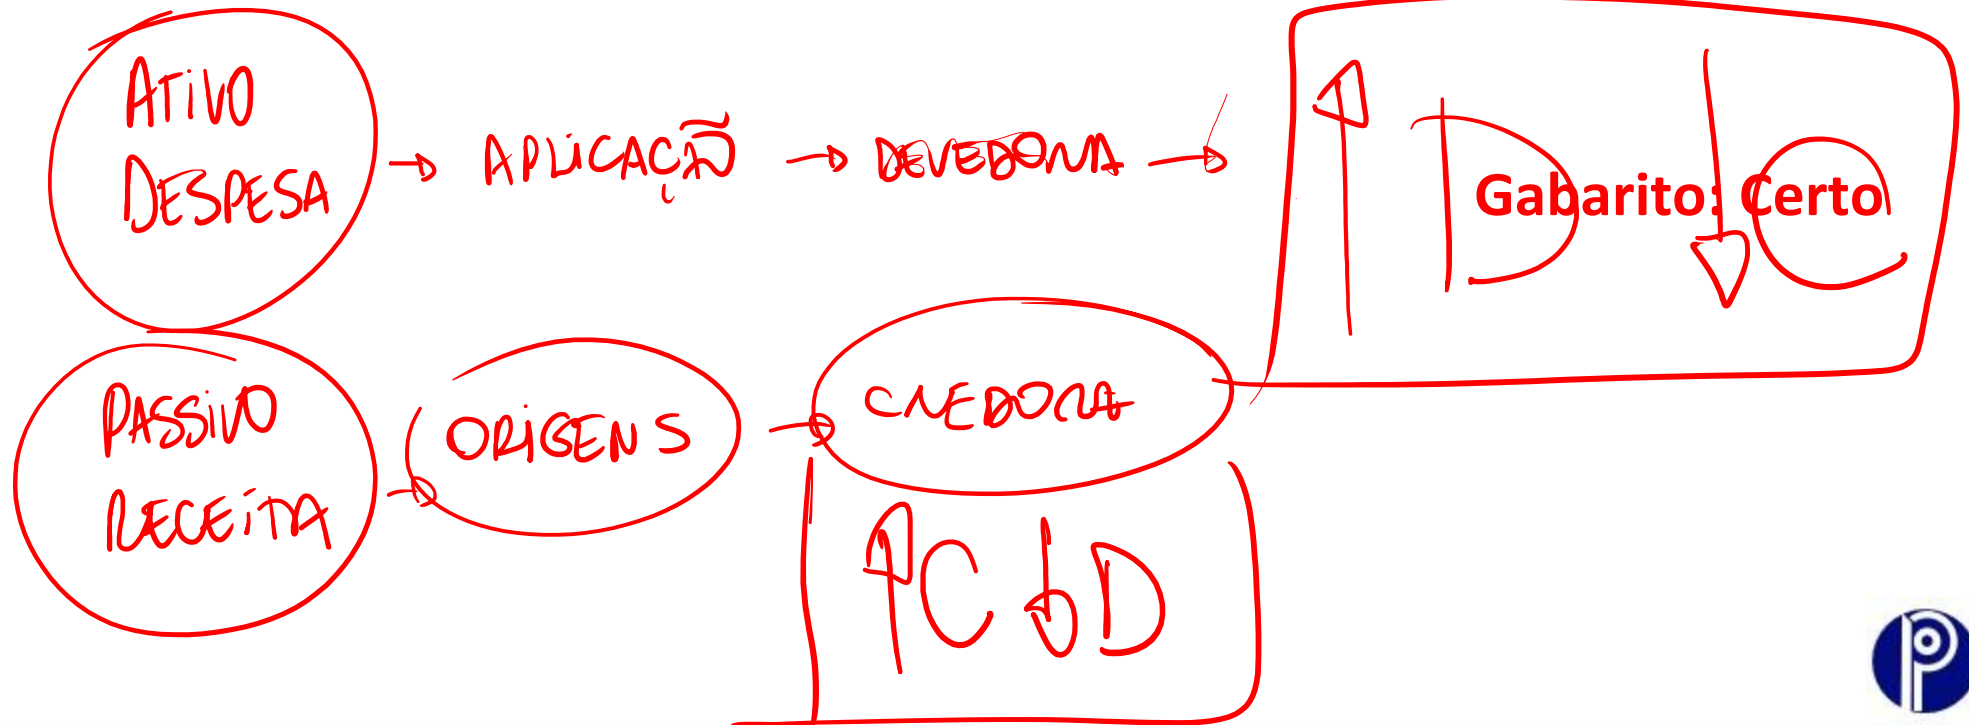 ATIVO
DESPESA
→ APLICAÇÃO → DEVEDORA →
↑ D ↓ C
Gabarito: Certo
PASSIVO
RECEITA
→ ORIGENS → CREDORA
↑ C ↓ D
P